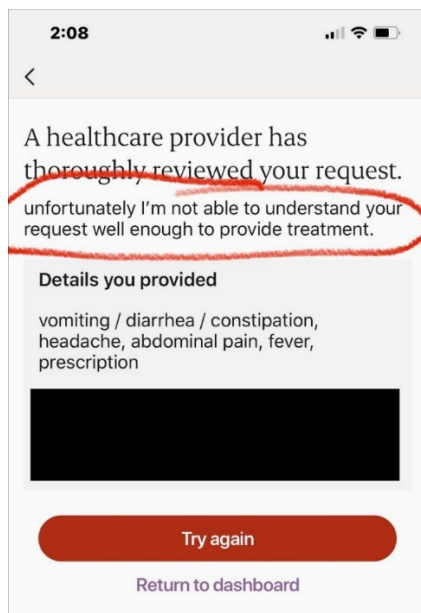 2:08
A healthcare provider has
thoroughly reviewed your request.
unfortunately I'm not able to understand your
request well enough to provide treatment.
Details you provided
vomiting / diarrhea / constipation,
headache, abdominal pain, fever,
prescription
Try again
Return to dashboard